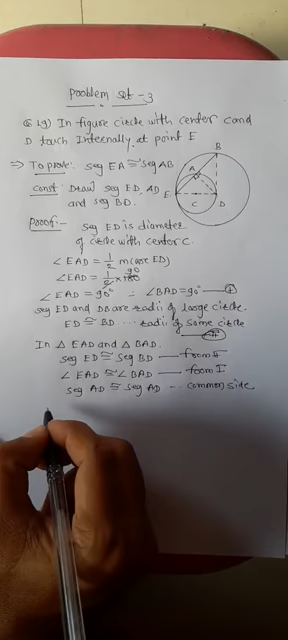 Problem set - 3
Q 19) In figure circle with center C and
D touch Internally at point E
⇒ To prove: seg EA ≅ seg AB
Const: Draw seg ED, AD
and seg BD.
Proof:- seg ED is diameter
of circle with center C.
∠EAD = 1/2 m(arc ED)
∠EAD = 1/2 × 180 90
∠EAD = 90° ∴ ∠BAD = 90° — I
seg ED and DB are radii of large circle.
ED ≅ BD ... radii of same circle
— II
In △ EAD and △ BAD.
seg ED ≅ seg BD — from II
∠EAD ≅ ∠BAD — from I
seg AD ≅ seg AD ... common side
B
A
E
C
D